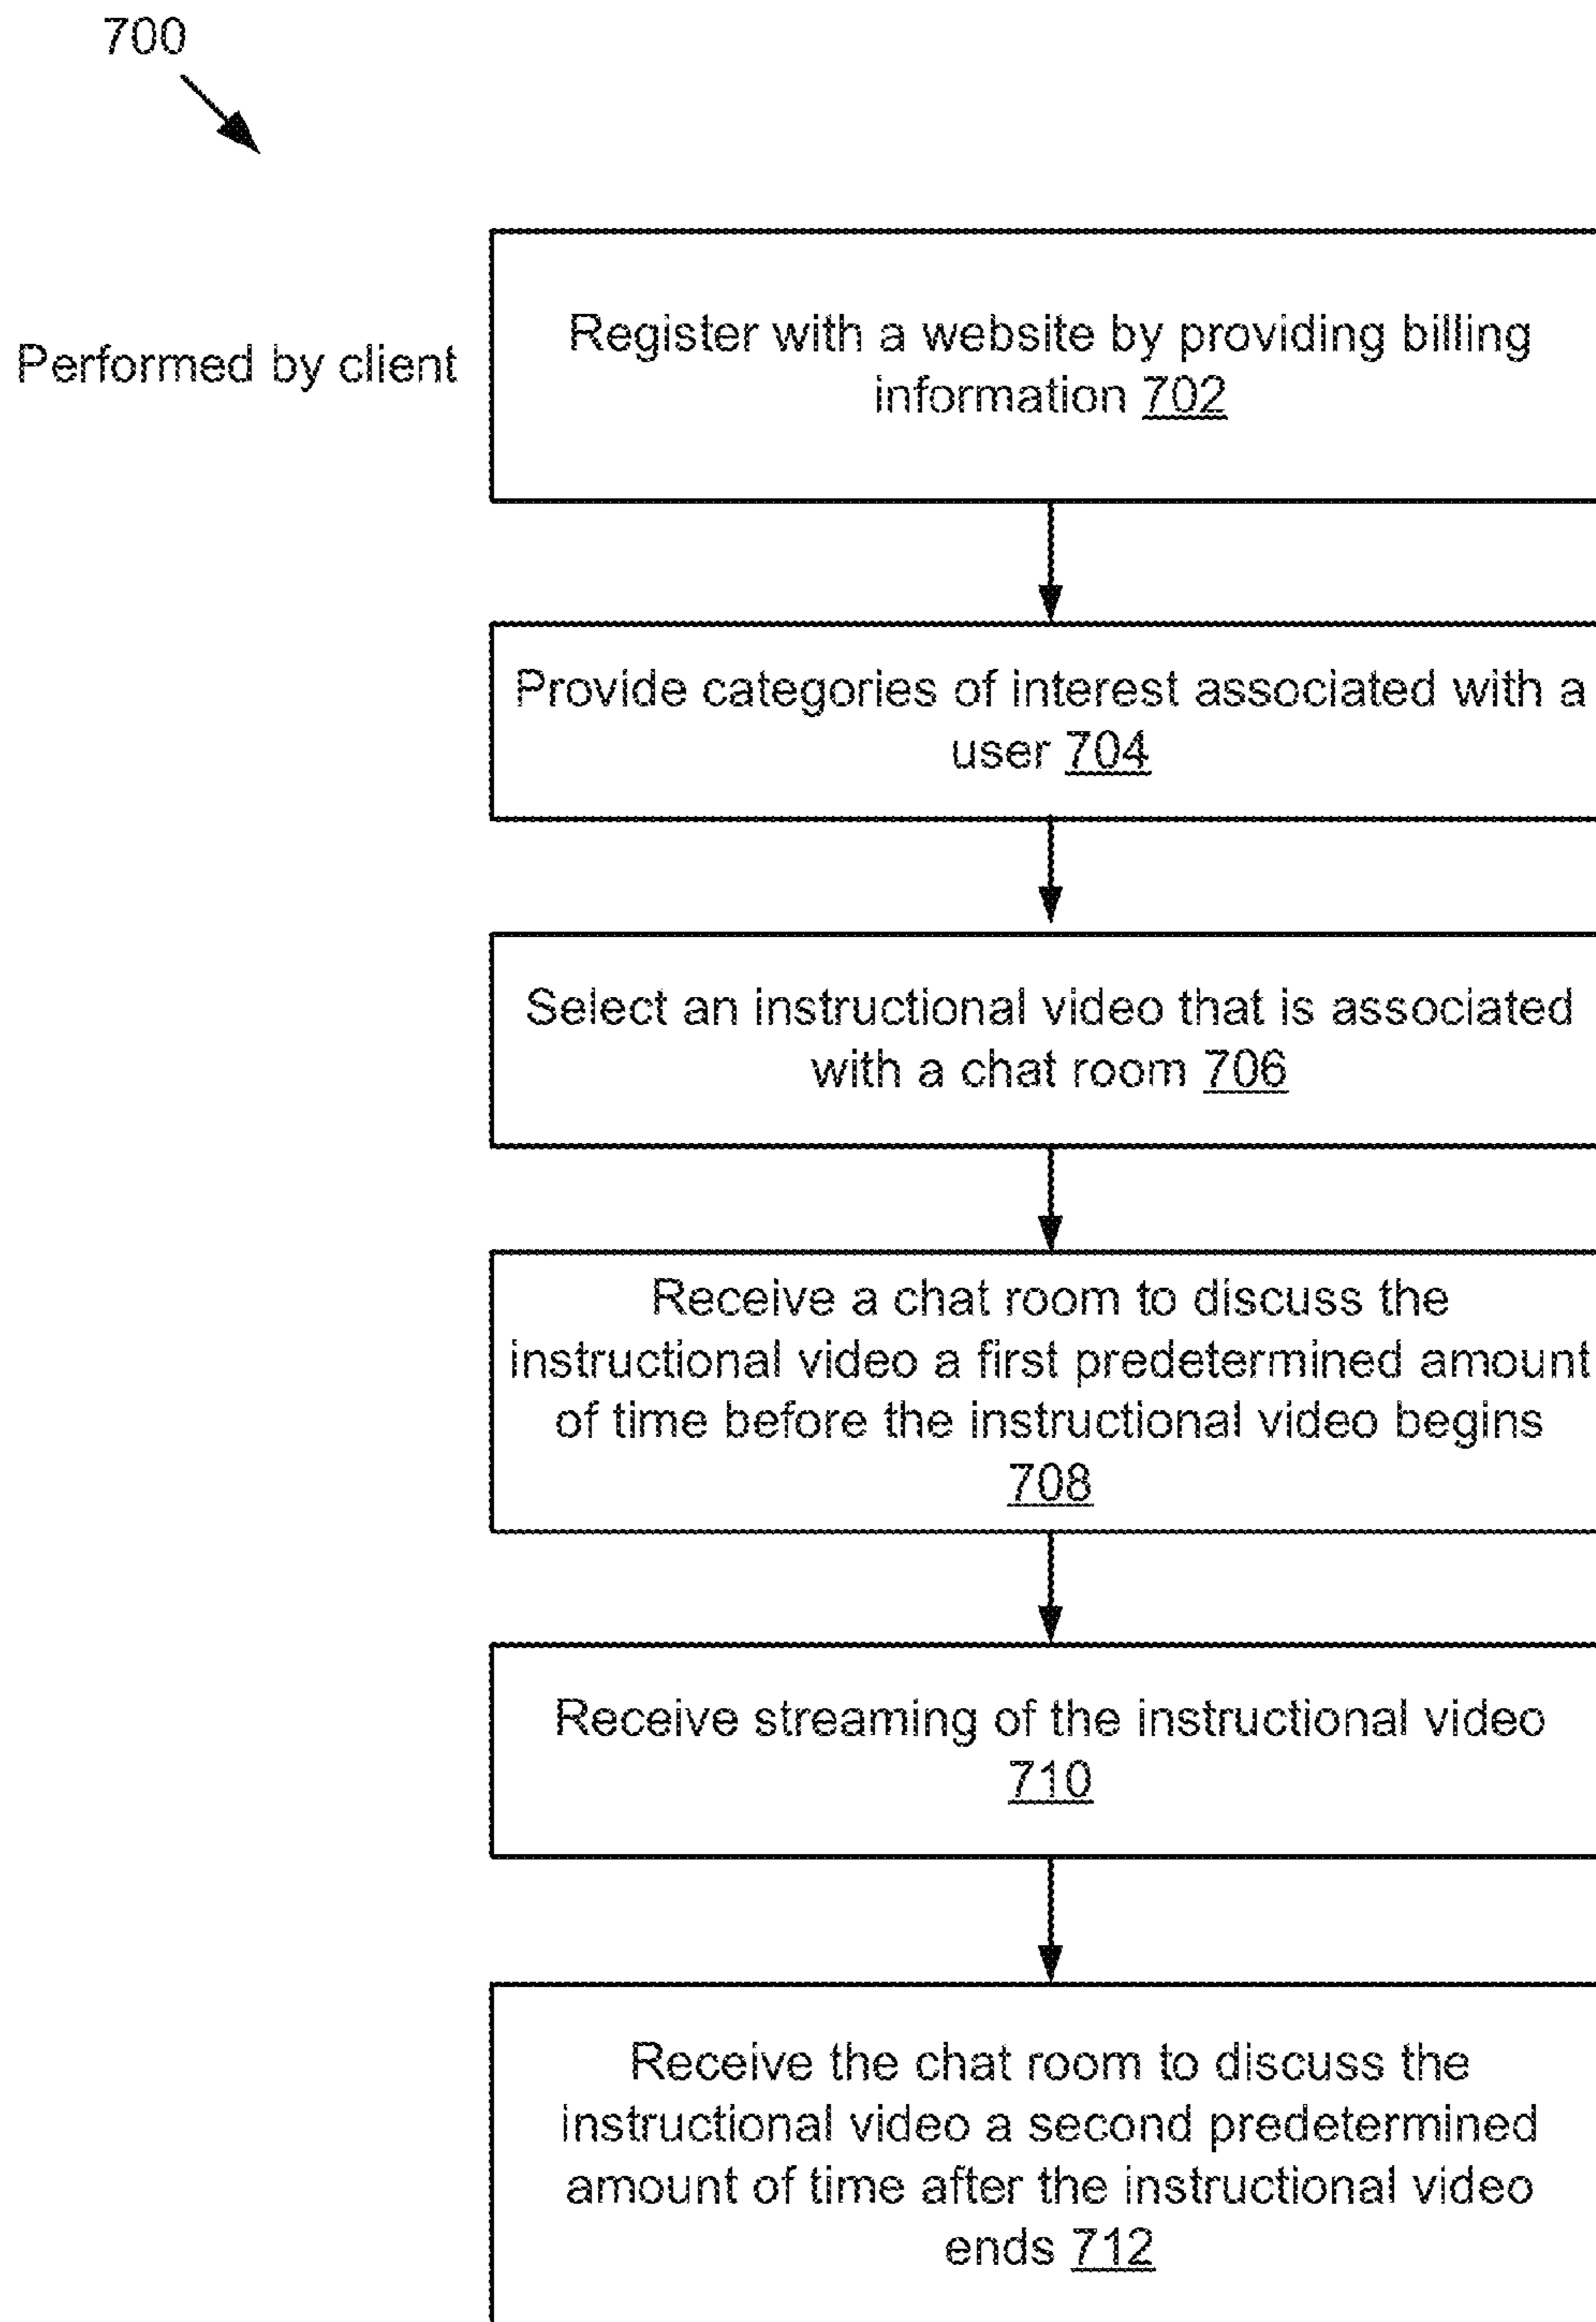 700
Performed by client
Register with a website by providing billing
information 702
Provide categories of interest associated with a
user 704
Select an instructional video that is associated
with a chat room 706
Receive a chat room to discuss the
instructional video a first predetermined amount
of time before the instructional video begins
708
Receive streaming of the instructional video
710
Receive the chat room to discuss the
instructional video a second predetermined
amount of time after the instructional video
ends 712